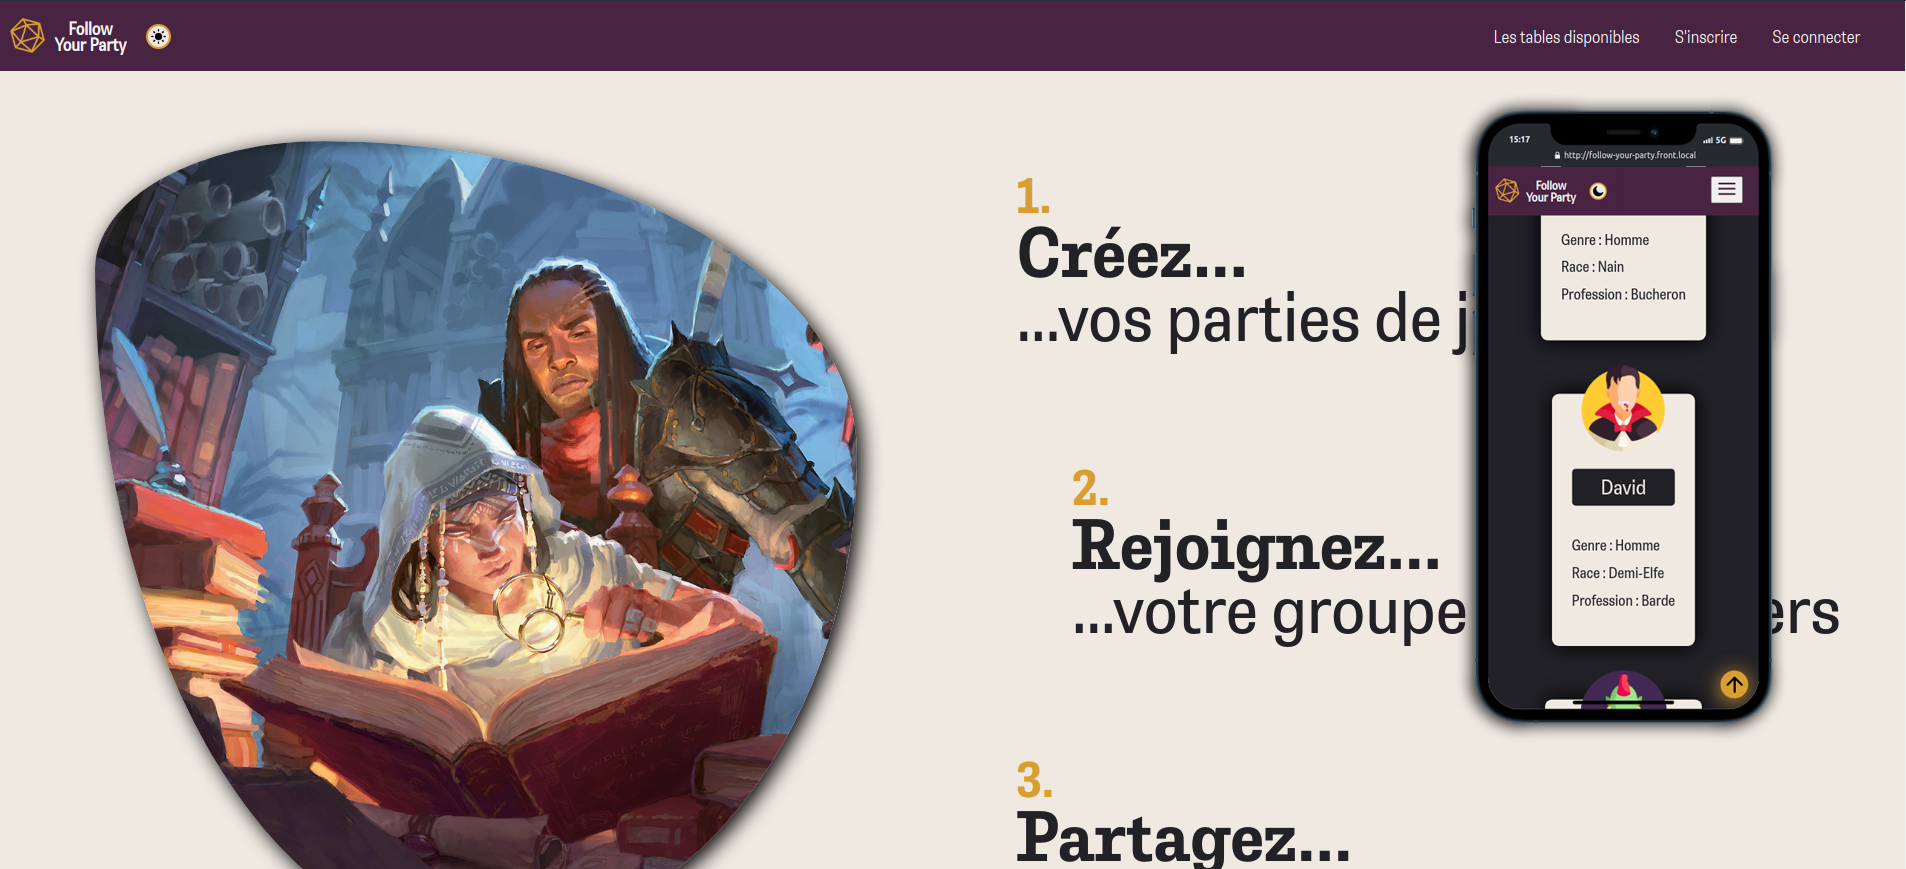 Follow
Your Party
Les tables disponibles
S'inscrire
Se connecter
1.
Créez...
...vos parties de j
2.
Rejoignez...
...votre groupe
ers
3.
Partagez...
15:17
5G
http://follow-your-party.front.local
Follow
Your Party
Genre : Homme
Race : Nain
Profession : Bucheron
David
Genre : Homme
Race : Demi-Elfe
Profession : Barde